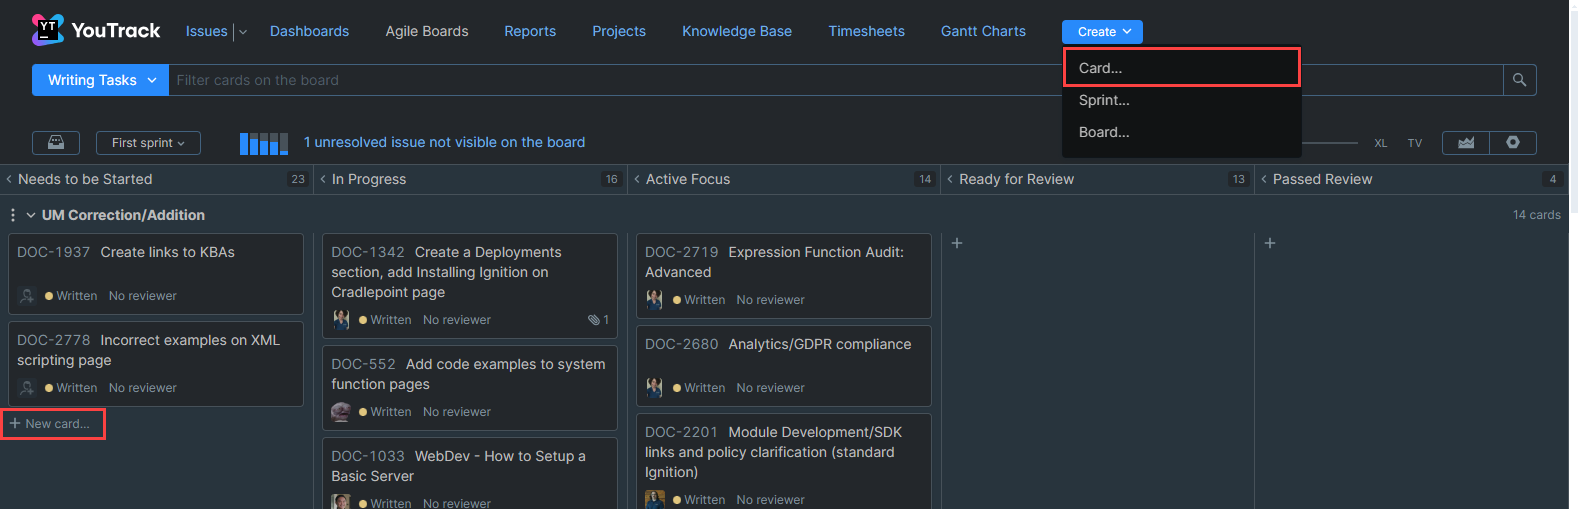 YT YouTrack Issues Dashboards Agile Boards Reports Projects Knowledge Base Timesheets Gantt Charts Create
Card...
Writing Tasks Filter cards on the board
Sprint...
Board...
First sprint 1 unresolved issue not visible on the board XL TV
Needs to be Started 23 In Progress 16 Active Focus 14 Ready for Review 13 Passed Review 4
UM Correction/Addition 14 cards
DOC-1937 Create links to KBAs
Written No reviewer
DOC-2778 Incorrect examples on XML
scripting page
Written No reviewer
+ New card...
DOC-1342 Create a Deployments
section, add Installing Ignition on
Cradlepoint page
Written No reviewer 1
DOC-552 Add code examples to system
function pages
Written No reviewer
DOC-1033 WebDev - How to Setup a
Basic Server
Written No reviewer
DOC-2719 Expression Function Audit:
Advanced
Written No reviewer
DOC-2680 Analytics/GDPR compliance
Written No reviewer
DOC-2201 Module Development/SDK
links and policy clarification (standard
Ignition)
Written No reviewer
+
+